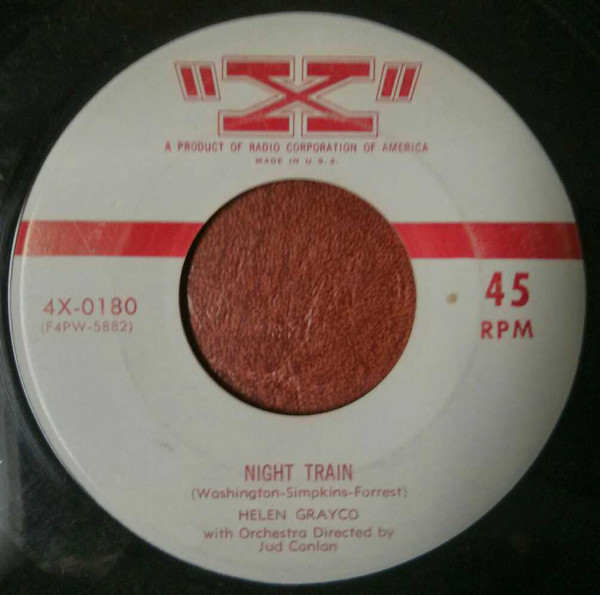 "X"
A PRODUCT OF RADIO CORPORATION OF AMERICA
MADE IN U.S.A.
4X-0180
(F4PW-5882)
45
RPM
NIGHT TRAIN
(Washington-Simpkins-Forrest)
HELEN GRAYCO
with Orchestra Directed by
Jud Conlon